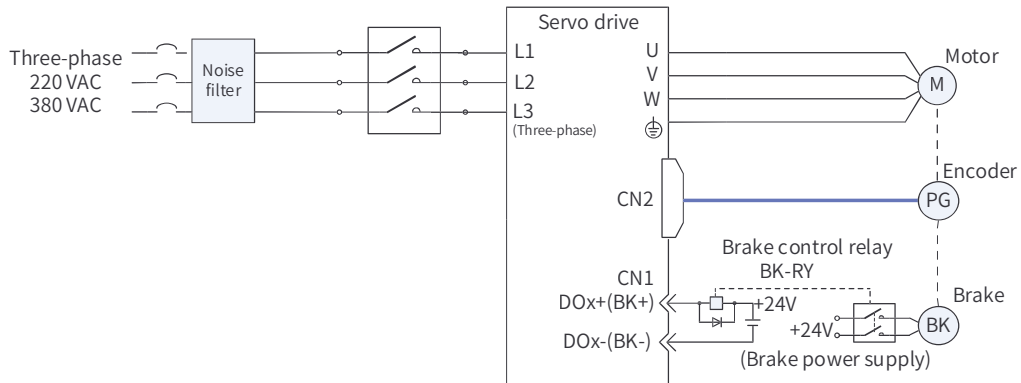 Servo drive
Three-phase
220 VAC
380 VAC
Noise
filter
L1
L2
L3
(Three-phase)
U
V
W
Motor
M
Encoder
CN2
PG
Brake control relay
BK-RY
CN1
DOx+(BK+)
+24V
Brake
+24V
BK
DOx-(BK-)
(Brake power supply)